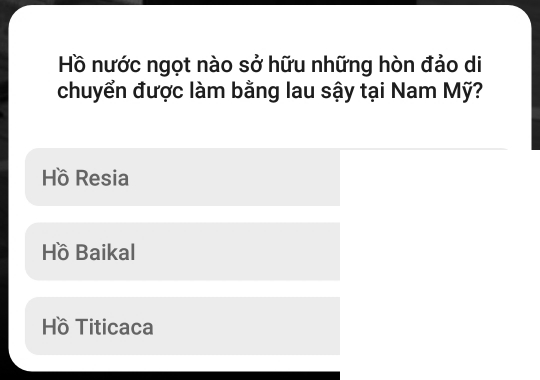 Hồ nước ngọt nào sở hữu những hòn đảo di
chuyển được làm bằng lau sậy tại Nam Mỹ?
Hồ Resia
Hồ Baikal
Hồ Titicaca